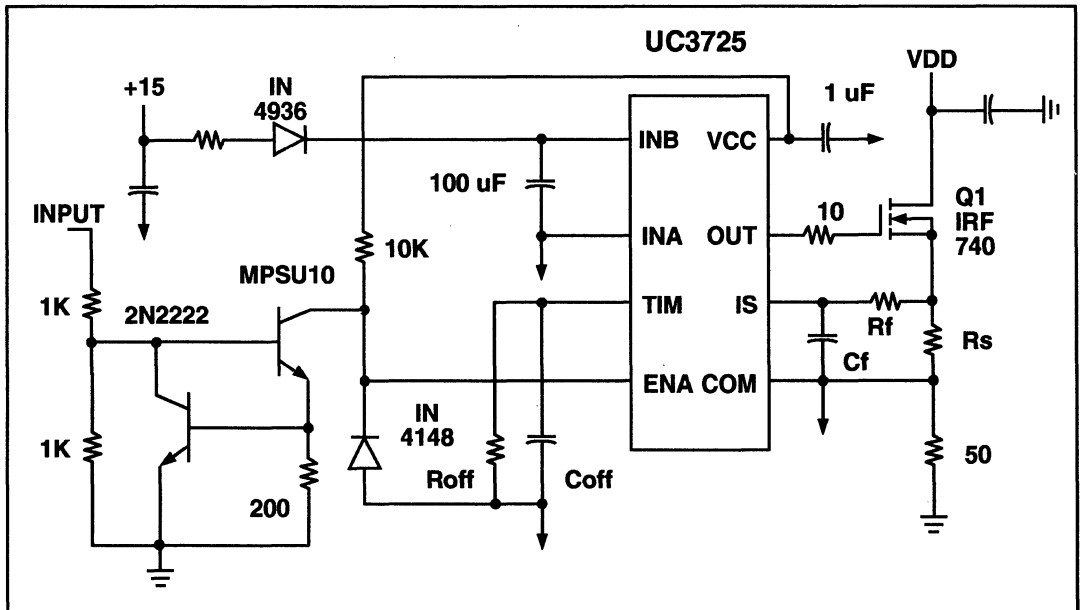 UC3725
VDD
+15
IN
4936
1 uF
INB
VCC
100 uF
INPUT
10
Q1
IRF
740
INA
OUT
10K
MPSU10
1K
2N2222
TIM
IS
Rf
Rs
Cf
ENA
COM
IN
4148
1K
50
Roff
Coff
200